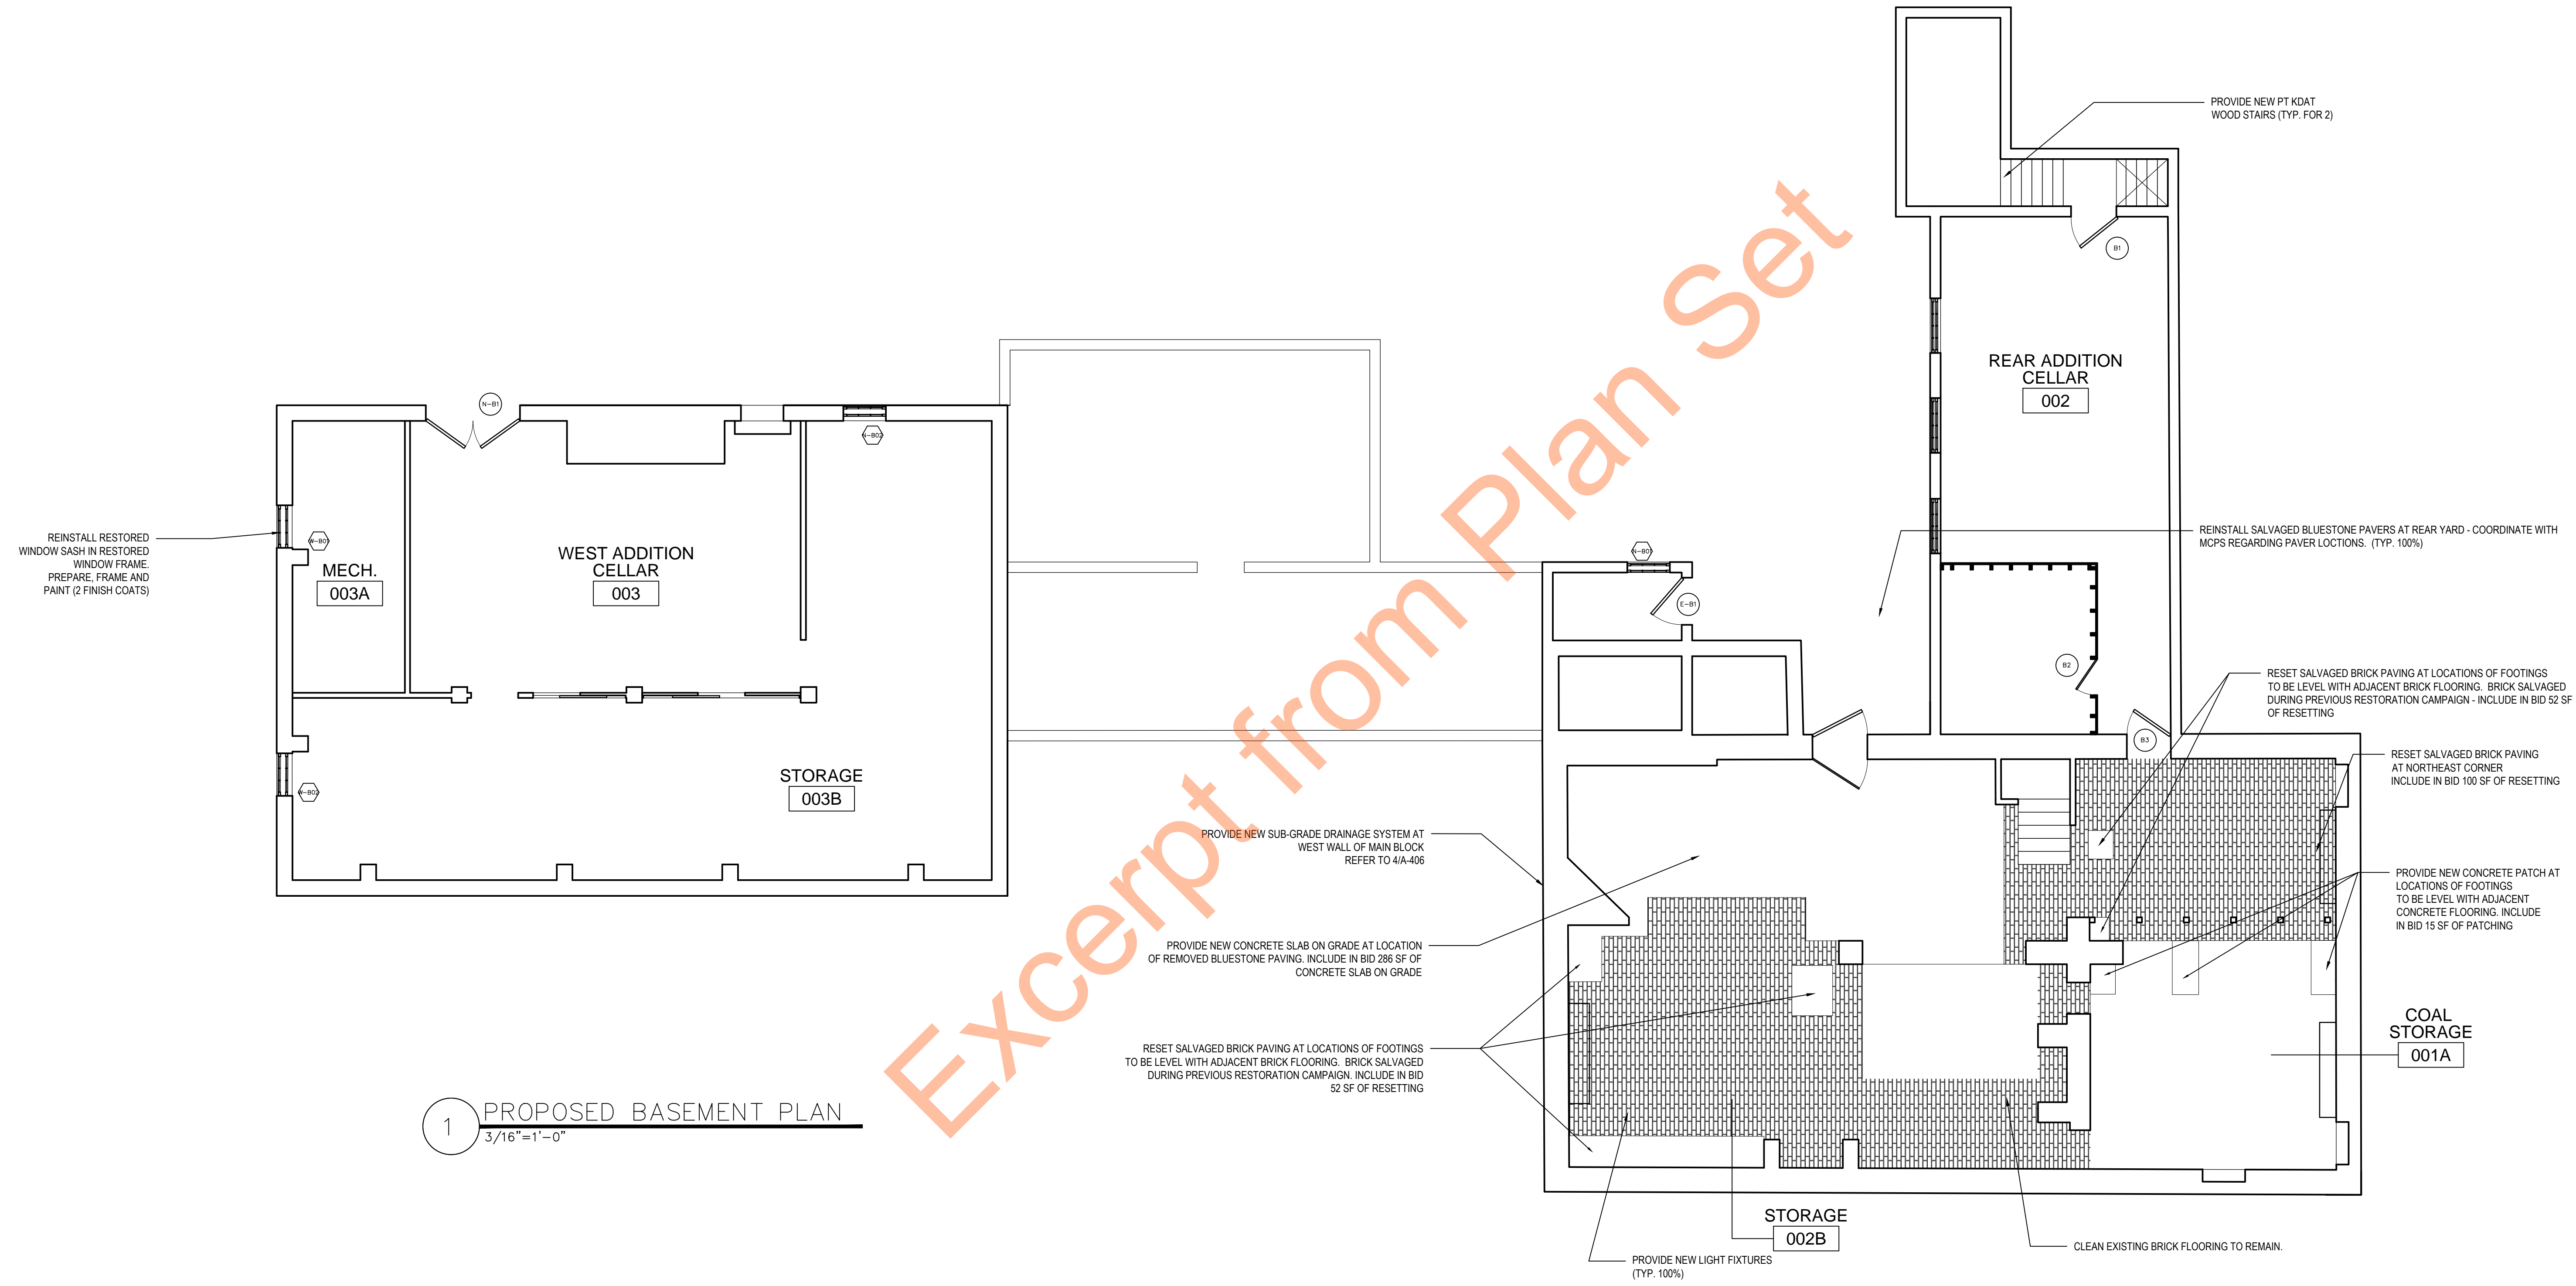 PROVIDE NEW PT KDAT
WOOD STAIRS (TYP. FOR 2)
B1
REAR ADDITION
CELLAR
002
N-B1
N-B02
REINSTALL RESTORED
WINDOW SASH IN RESTORED
WINDOW FRAME.
PREPARE, FRAME AND
PAINT (2 FINISH COATS)
W-B01
MECH.
003A
WEST ADDITION
CELLAR
003
STORAGE
003B
W-B02
N-B01
E-B1
REINSTALL SALVAGED BLUESTONE PAVERS AT REAR YARD - COORDINATE WITH
MCPS REGARDING PAVER LOCTIONS. (TYP. 100%)
B2
B3
RESET SALVAGED BRICK PAVING AT LOCATIONS OF FOOTINGS
TO BE LEVEL WITH ADJACENT BRICK FLOORING. BRICK SALVAGED
DURING PREVIOUS RESTORATION CAMPAIGN - INCLUDE IN BID 52 SF
OF RESETTING
RESET SALVAGED BRICK PAVING
AT NORTHEAST CORNER
INCLUDE IN BID 100 SF OF RESETTING
PROVIDE NEW CONCRETE PATCH AT
LOCATIONS OF FOOTINGS
TO BE LEVEL WITH ADJACENT
CONCRETE FLOORING. INCLUDE
IN BID 15 SF OF PATCHING
PROVIDE NEW SUB-GRADE DRAINAGE SYSTEM AT
WEST WALL OF MAIN BLOCK
REFER TO 4/A-406
PROVIDE NEW CONCRETE SLAB ON GRADE AT LOCATION
OF REMOVED BLUESTONE PAVING. INCLUDE IN BID 286 SF OF
CONCRETE SLAB ON GRADE
RESET SALVAGED BRICK PAVING AT LOCATIONS OF FOOTINGS
TO BE LEVEL WITH ADJACENT BRICK FLOORING. BRICK SALVAGED
DURING PREVIOUS RESTORATION CAMPAIGN. INCLUDE IN BID
52 SF OF RESETTING
COAL
STORAGE
001A
STORAGE
002B
PROVIDE NEW LIGHT FIXTURES
(TYP. 100%)
CLEAN EXISTING BRICK FLOORING TO REMAIN.
1
PROPOSED BASEMENT PLAN
3/16"=1'-0"
Excerpt from Plan Set